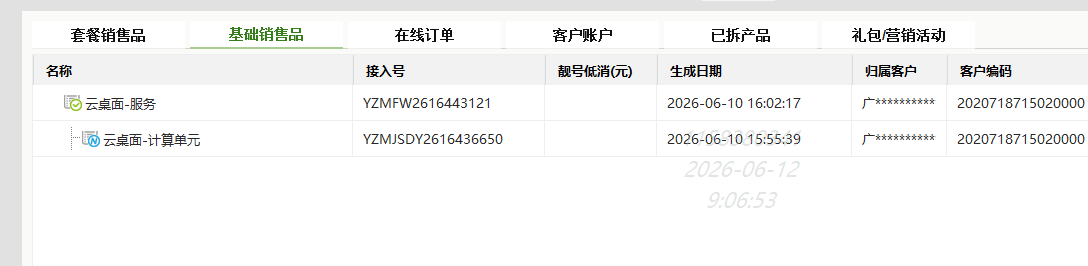 套餐销售品 基础销售品 在线订单 客户账户 已拆产品 礼包/营销活动
名称 接入号 靓号低消(元) 生成日期 归属客户 客户编码
云桌面-服务 YZMFW2616443121 2026-06-10 16:02:17 广********** 2020718715020000
云桌面-计算单元 YZMJSDY2616436650 2026-06-10 15:55:39 广********** 2020718715020000
2026-06-12
9:06:53